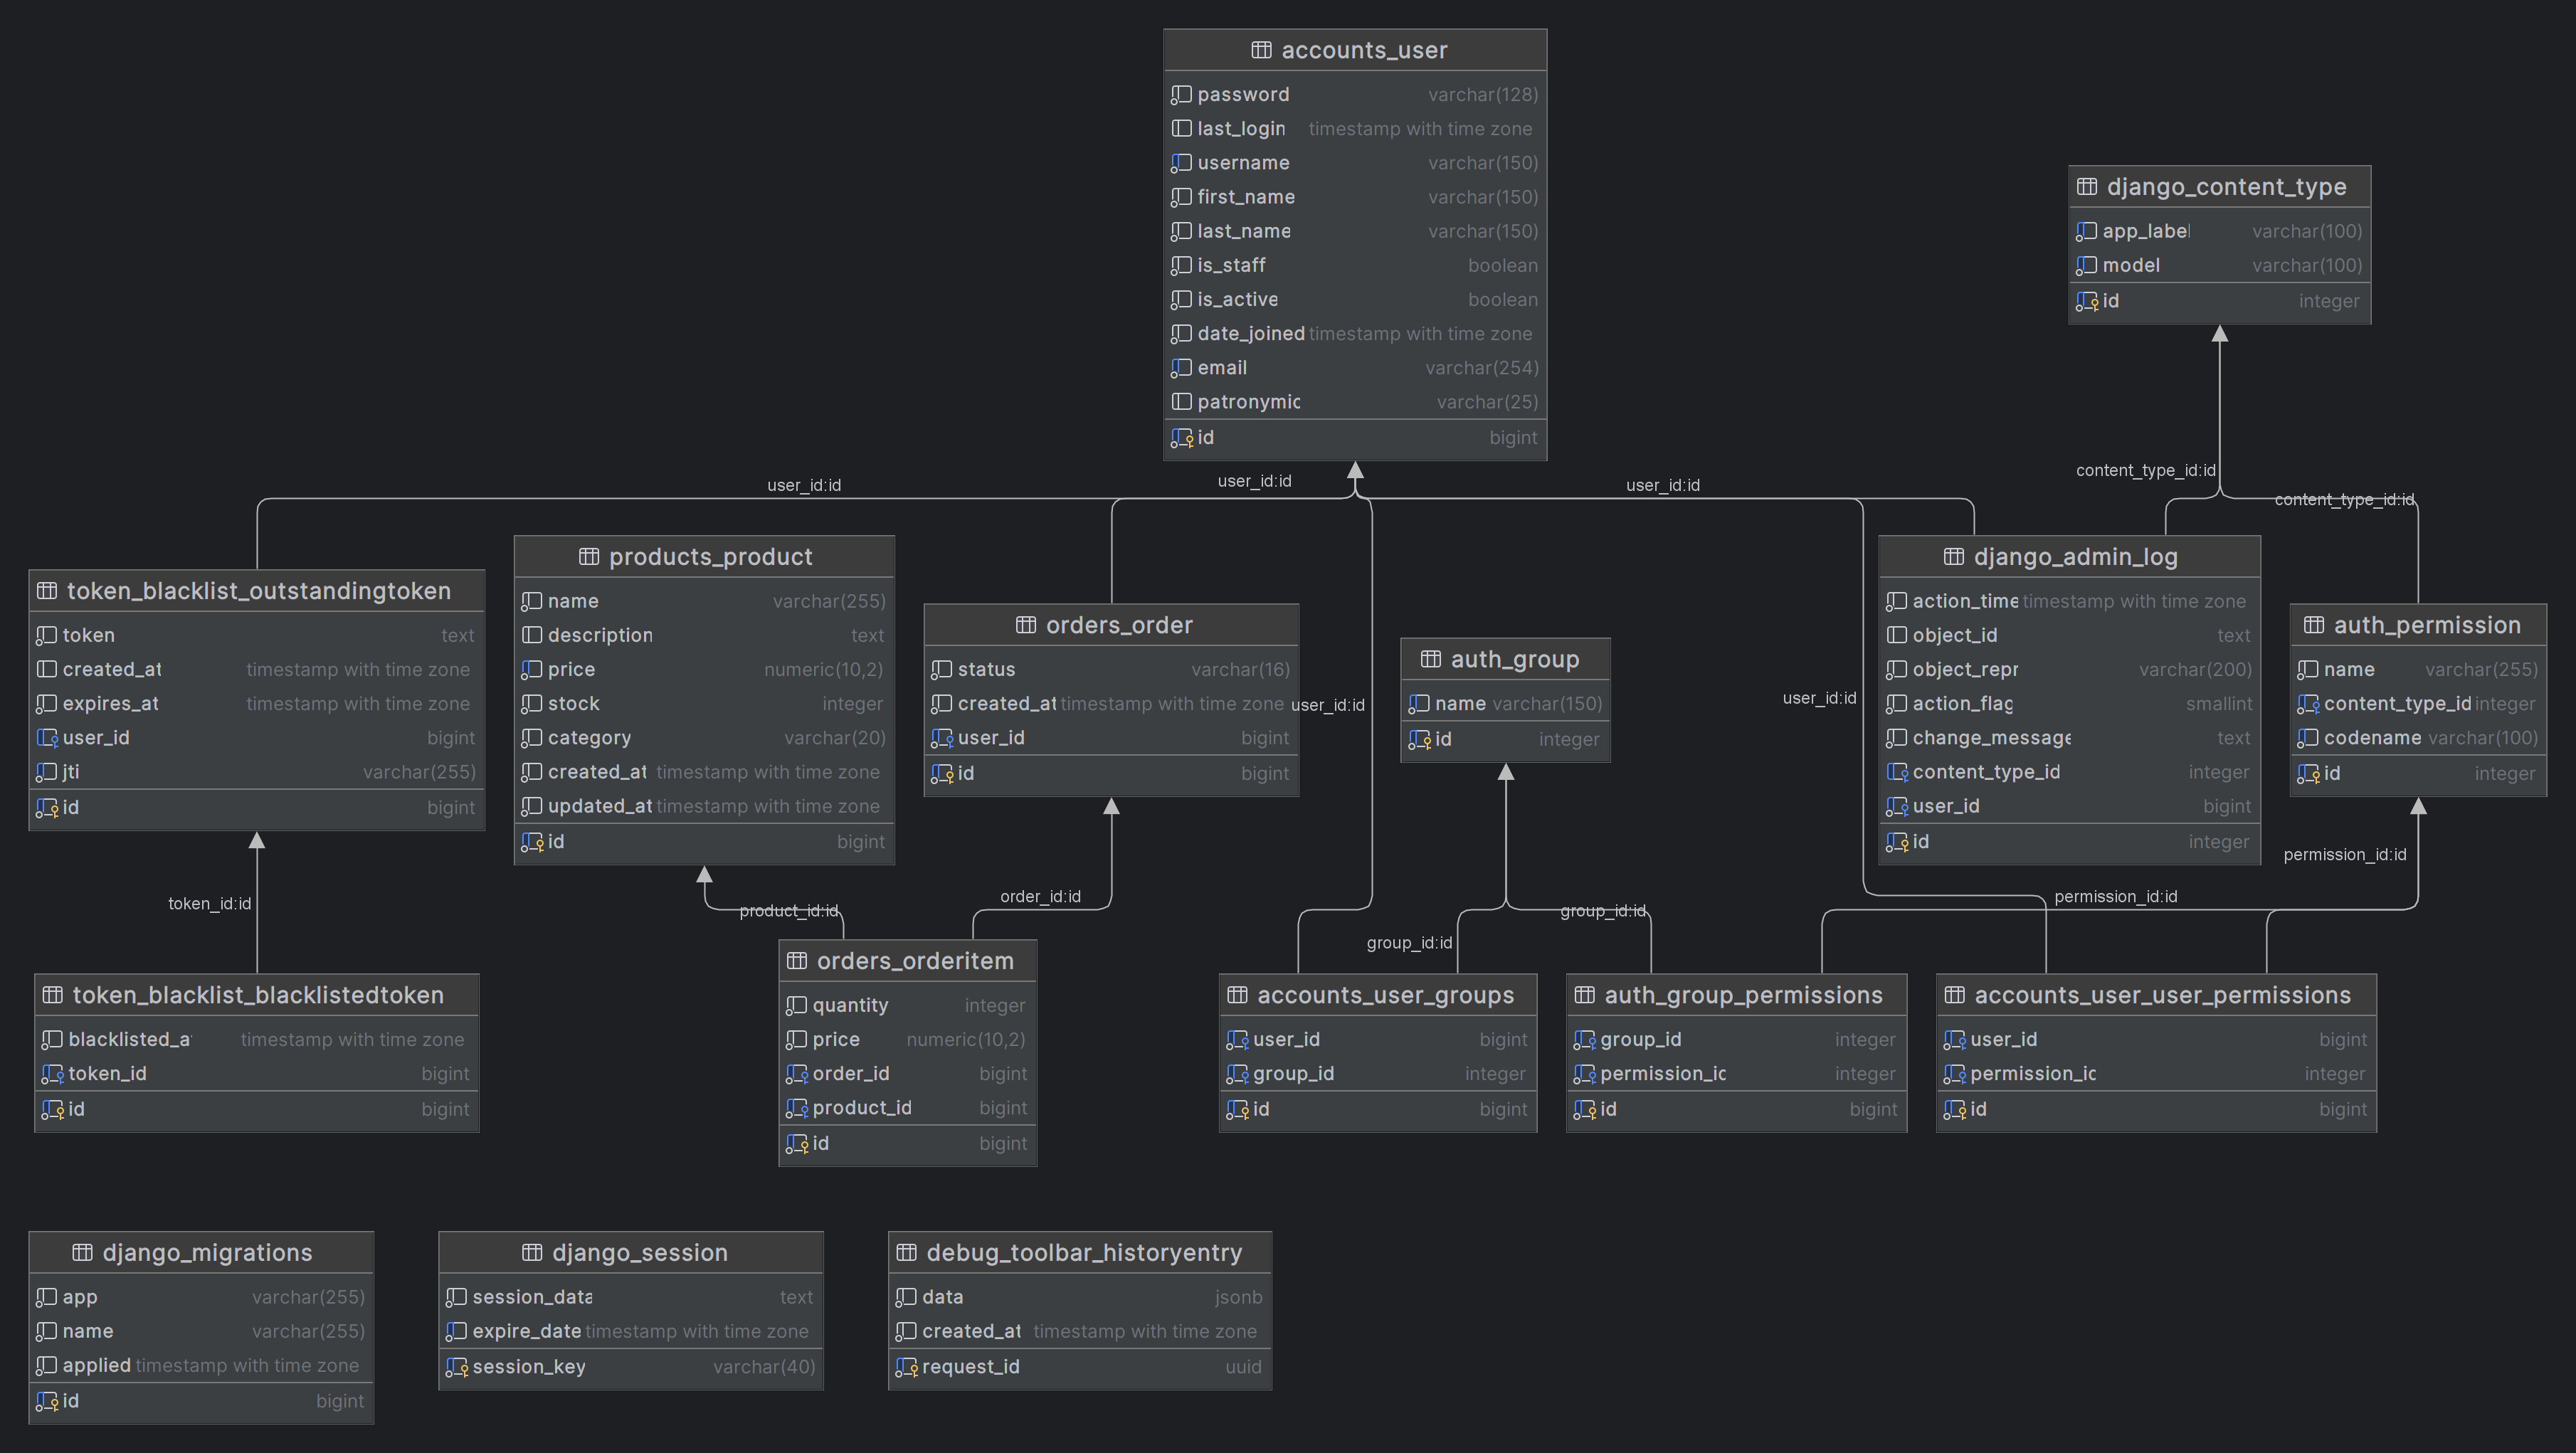 accounts_user
password varchar(128)
last_login timestamp with time zone
username varchar(150)
first_name varchar(150)
last_name varchar(150)
is_staff boolean
is_active boolean
date_joined timestamp with time zone
email varchar(254)
patronymic varchar(25)
id bigint
django_content_type
app_label varchar(100)
model varchar(100)
id integer
user_id:id
user_id:id
user_id:id
content_type_id:id
content_type_id:id
token_blacklist_outstandingtoken
token text
created_at timestamp with time zone
expires_at timestamp with time zone
user_id bigint
jti varchar(255)
id bigint
products_product
name varchar(255)
description text
price numeric(10,2)
stock integer
category varchar(20)
created_at timestamp with time zone
updated_at timestamp with time zone
id bigint
orders_order
status varchar(16)
created_at timestamp with time zone
user_id bigint
id bigint
user_id:id
auth_group
name varchar(150)
id integer
user_id:id
django_admin_log
action_time timestamp with time zone
object_id text
object_repr varchar(200)
action_flag smallint
change_message text
content_type_id integer
user_id bigint
id integer
auth_permission
name varchar(255)
content_type_id integer
codename varchar(100)
id integer
token_id:id
product_id:id
order_id:id
group_id:id
group_id:id
permission_id:id
permission_id:id
token_blacklist_blacklistedtoken
blacklisted_a timestamp with time zone
token_id bigint
id bigint
orders_orderitem
quantity integer
price numeric(10,2)
order_id bigint
product_id bigint
id bigint
accounts_user_groups
user_id bigint
group_id integer
id bigint
auth_group_permissions
group_id integer
permission_id integer
id bigint
accounts_user_user_permissions
user_id bigint
permission_id integer
id bigint
django_migrations
app varchar(255)
name varchar(255)
applied timestamp with time zone
id bigint
django_session
session_data text
expire_date timestamp with time zone
session_key varchar(40)
debug_toolbar_historyentry
data jsonb
created_at timestamp with time zone
request_id uuid